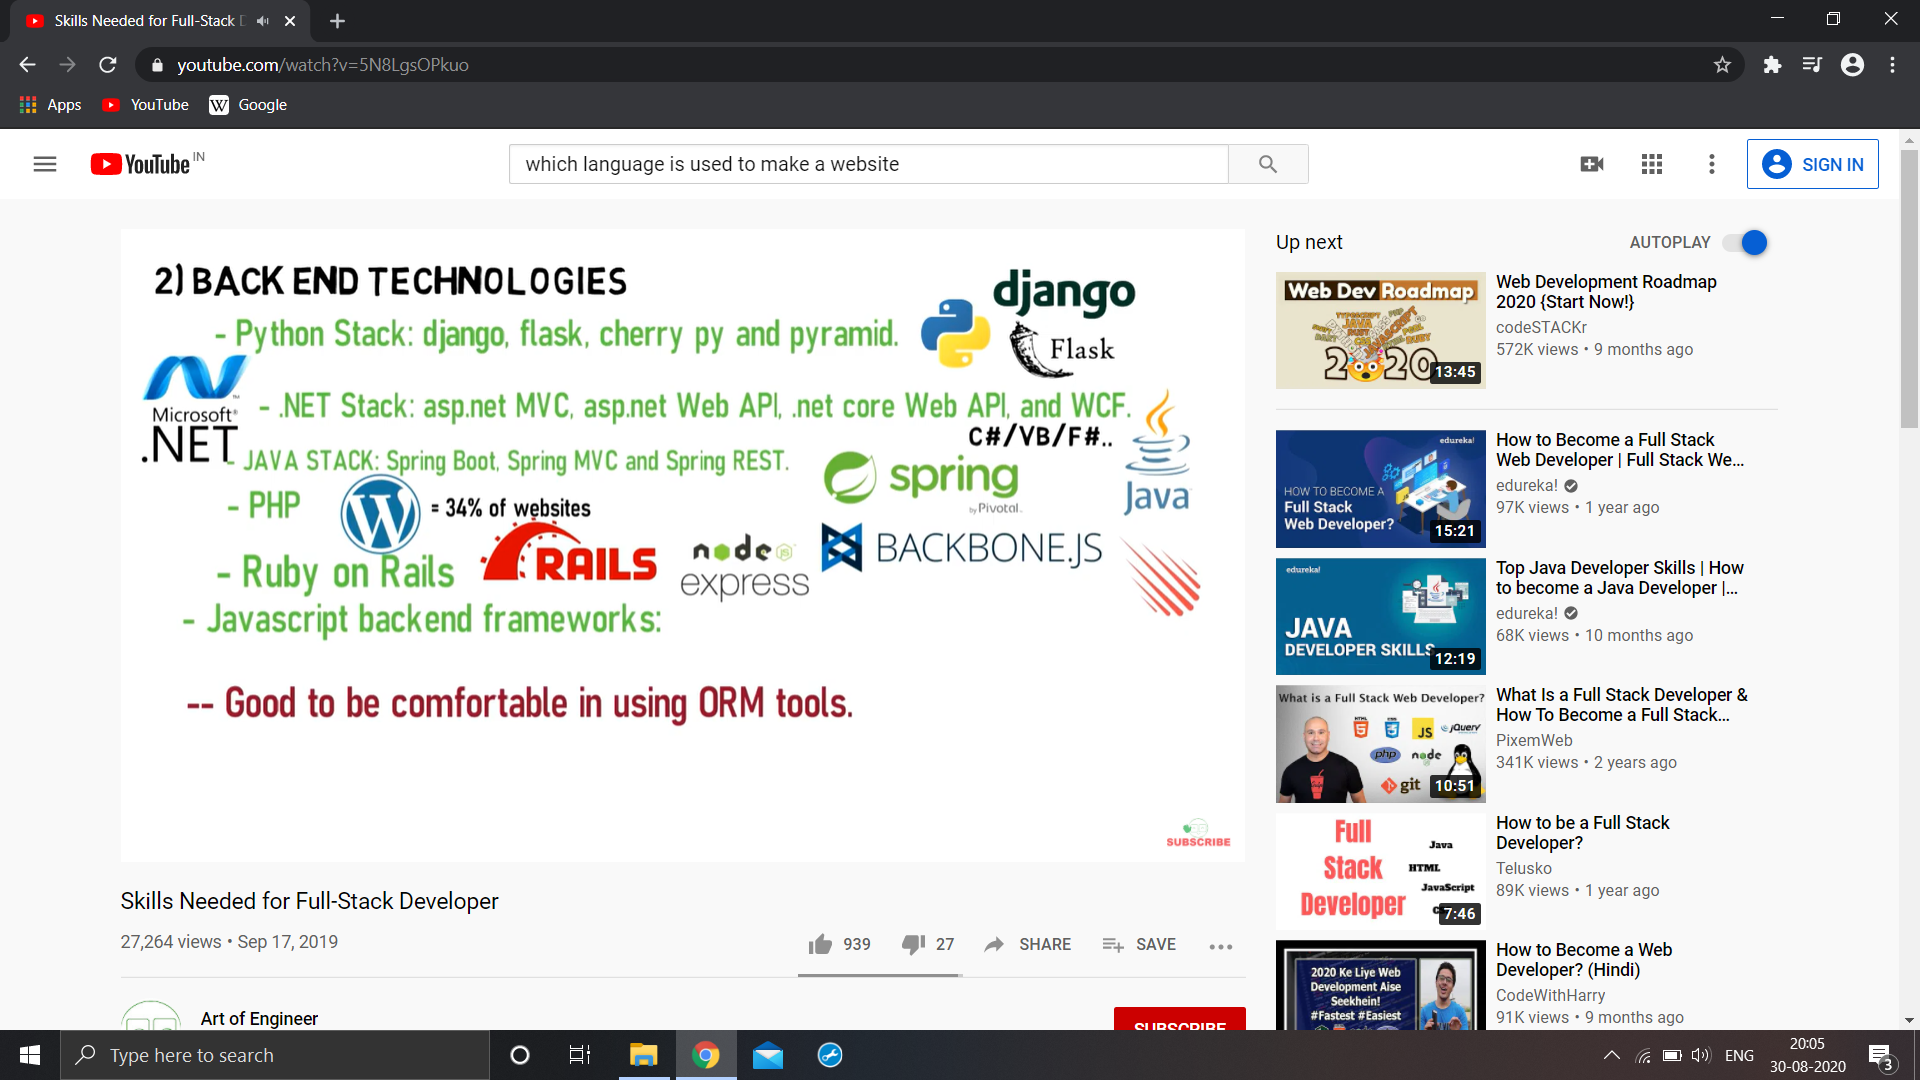 Skills Needed for Full-Stack D
youtube.com/watch?v=5N8LgsOPkuo
Apps
YouTube
Google
YouTube IN
which language is used to make a website
SIGN IN
2) BACK END TECHNOLOGIES
django
- Python Stack: django, flask, cherry py and pyramid.
Flask
Microsoft
.NET
- .NET Stack: asp.net MVC, asp.net Web API, .net core Web API, and WCF.
C#/VB/F#..
- JAVA STACK: Spring Boot, Spring MVC and Spring REST.
spring
by Pivotal
Java
- PHP
= 34% of websites
- Ruby on Rails
RAILS
node JS
express
BACKBONE.JS
- Javascript backend frameworks:
-- Good to be comfortable in using ORM tools.
SUBSCRIBE
Skills Needed for Full-Stack Developer
27,264 views • Sep 17, 2019
939
27
SHARE
SAVE
Art of Engineer
SUBSCRIBE
Up next
AUTOPLAY
Web Dev Roadmap
2020
13:45
Web Development Roadmap
2020 {Start Now!}
codeSTACKr
572K views • 9 months ago
edureka!
HOW TO BECOME A
Full Stack
Web Developer?
15:21
How to Become a Full Stack
Web Developer | Full Stack We...
edureka!
97K views • 1 year ago
edureka!
JAVA
DEVELOPER SKILLS
12:19
Top Java Developer Skills | How
to become a Java Developer |...
edureka!
68K views • 10 months ago
What is a Full Stack Web Developer?
HTML
5
CSS
3
JS
jQuery
php
node
git
10:51
What Is a Full Stack Developer &
How To Become a Full Stack...
PixemWeb
341K views • 2 years ago
Full
Stack
Developer
Java
HTML
JavaScript
7:46
How to be a Full Stack
Developer?
Telusko
89K views • 1 year ago
2020 Ke Liye Web
Development Aise
Seekhein!
#Fastest #Easiest
How to Become a Web
Developer? (Hindi)
CodeWithHarry
91K views • 9 months ago
Type here to search
ENG
20:05
30-08-2020
3